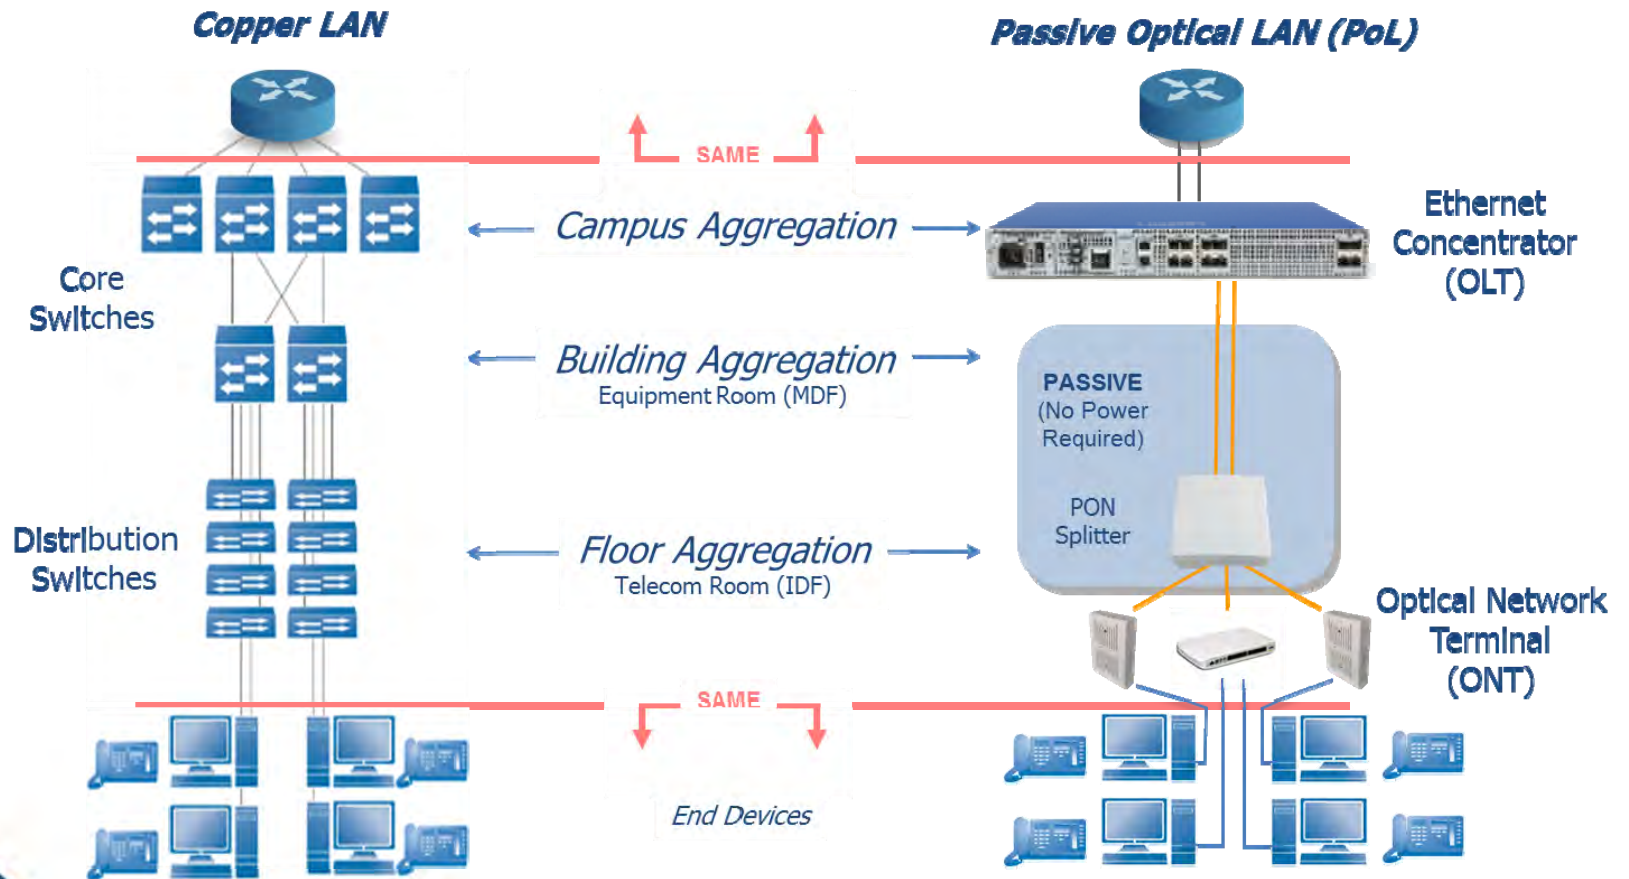 Copper LAN
Passive Optical LAN (PoL)
SAME
Campus Aggregation
Ethernet
Concentrator
(OLT)
Core
Switches
Building Aggregation
Equipment Room (MDF)
PASSIVE
(No Power
Required)
PON
Splitter
Distribution
Switches
Floor Aggregation
Telecom Room (IDF)
Optical Network
Terminal
(ONT)
SAME
End Devices